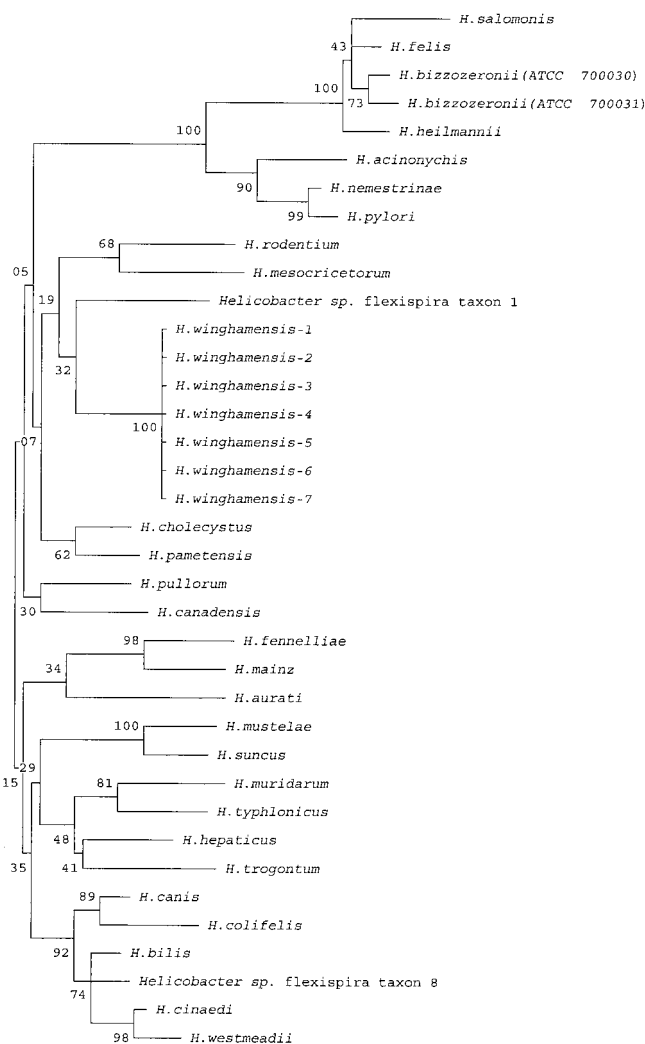 H.salomonis
43
H.felis
H.bizzozeronii(ATCC 700030)
100
73
H.bizzozeronii(ATCC 700031)
100
H.heilmannii
H.acinonychis
90
H.nemestrinae
99
H.pylori
68
H.rodentium
05
H.mesocricetorum
19
Helicobacter sp. flexispira taxon 1
H.winghamensis-1
H.winghamensis-2
32
H.winghamensis-3
H.winghamensis-4
100
07
H.winghamensis-5
H.winghamensis-6
H.winghamensis-7
H.cholecystus
62
H.pametensis
H.pullorum
30
H.canadensis
98
H.fennelliae
34
H.mainz
H.aurati
100
H.mustelae
H.suncus
29
15
81
H.muridarum
H.typhlonicus
48
H.hepaticus
35
41
H.trogontum
89
H.canis
H.colifelis
92
H.bilis
Helicobacter sp. flexispira taxon 8
74
H.cinaedi
98
H.westmeadii